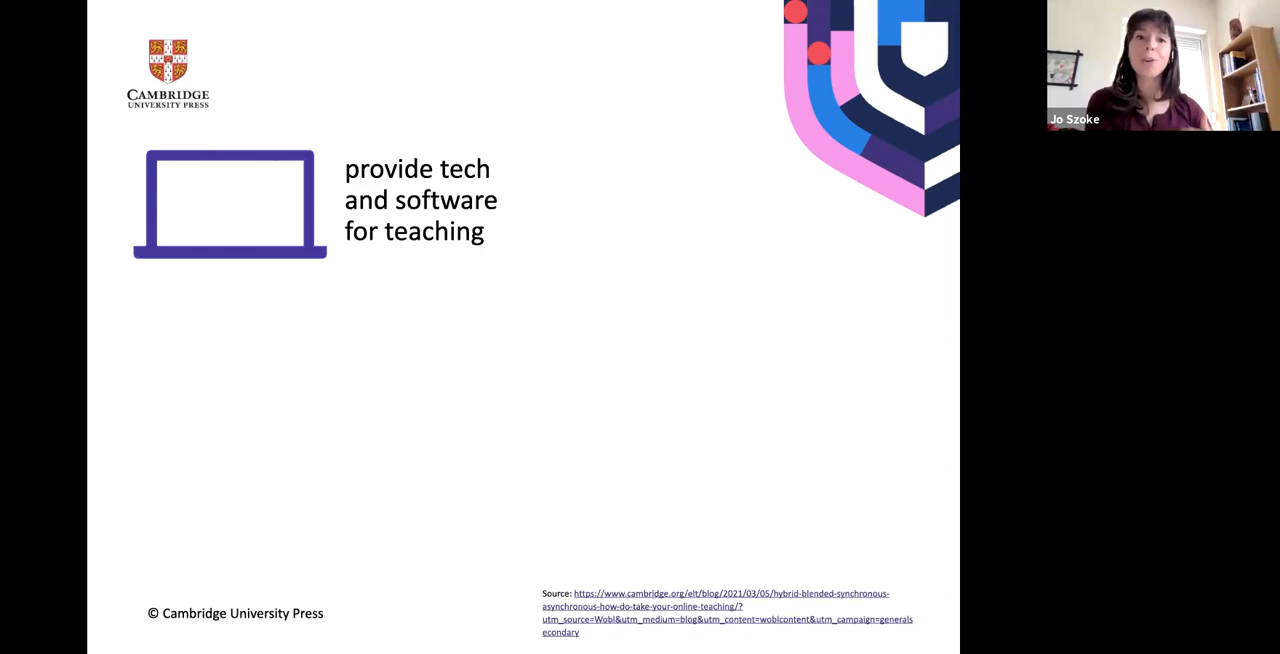 CAMBRIDGE
UNIVERSITY PRESS
provide tech
and software
for teaching
Jo Szoke
© Cambridge University Press
Source: https://www.cambridge.org/elt/blog/2021/03/05/hybrid-blended-synchronous-
asynchronous-how-do-take-your-online-teaching/?
utm_source=Wobl&utm_medium=blog&utm_content=woblcontent&utm_campaign=generals
econdary